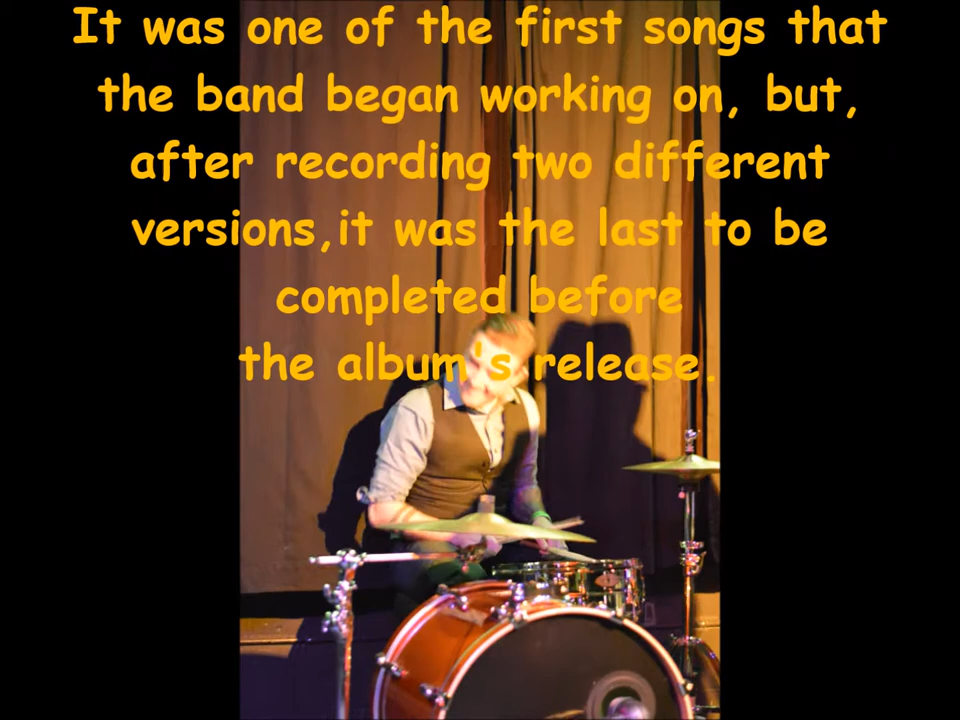 It was one of the first songs that
the band began working on, but,
after recording two different
versions,it was the last to be
completed before
the album's release.